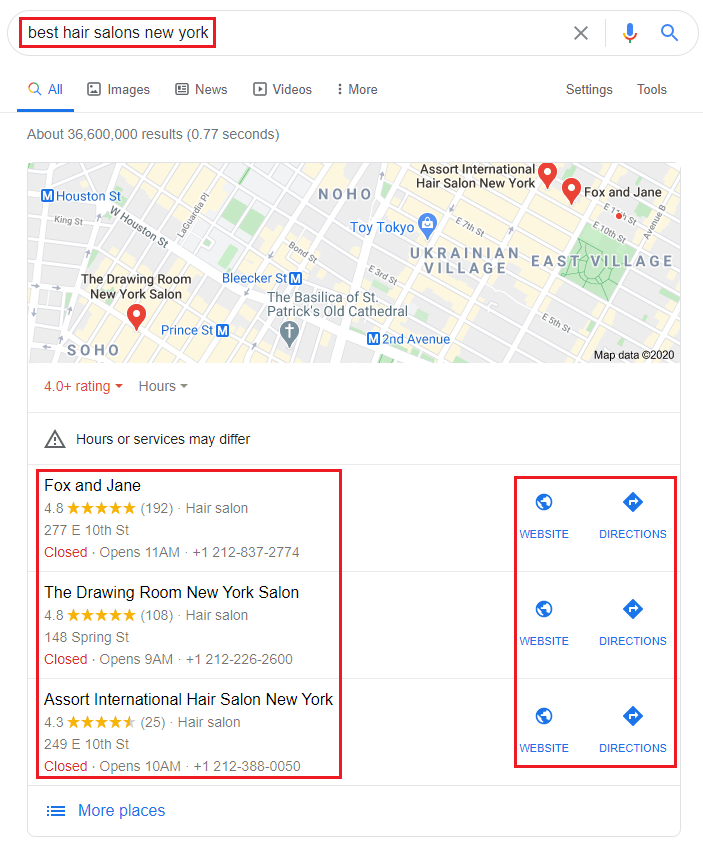 best hair salons new york
All Images News Videos More Settings Tools
About 36,600,000 results (0.77 seconds)
Assort International
Hair Salon New York
Fox and Jane
Houston St
NOHO
LaGuardia Pl
King St
W Houston St
Toy Tokyo
E 7th St
E 11th St
Avenue B
E 10th St
UKRAINIAN
VILLAGE
EAST VILLAGE
Bond St
E 3rd St
The Drawing Room
New York Salon
Bleecker St
The Basilica of St.
Patrick's Old Cathedral
Prince St
2nd Avenue
E 5th St
SOHO
Map data ©2020
4.0+ rating Hours
Hours or services may differ
Fox and Jane
4.8 (192) · Hair salon
277 E 10th St
Closed · Opens 11AM · +1 212-837-2774
WEBSITE DIRECTIONS
The Drawing Room New York Salon
4.8 (108) · Hair salon
148 Spring St
Closed · Opens 9AM · +1 212-226-2600
WEBSITE DIRECTIONS
Assort International Hair Salon New York
4.3 (25) · Hair salon
249 E 10th St
Closed · Opens 10AM · +1 212-388-0050
WEBSITE DIRECTIONS
More places